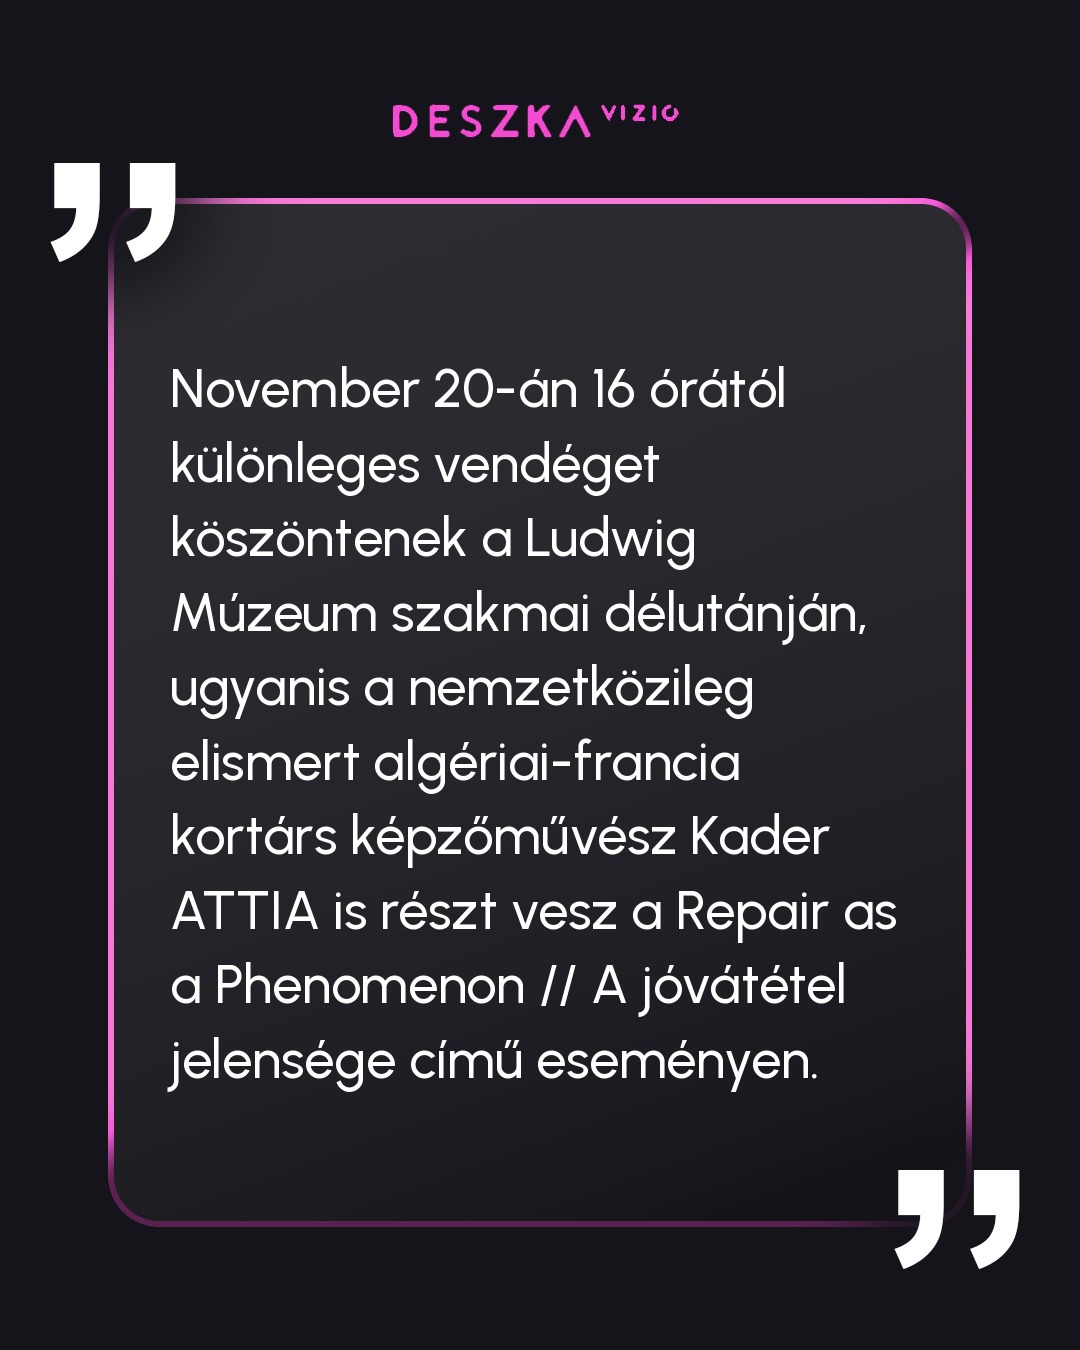 DESZKA VIZIO
”
November 20-án 16 órától
különleges vendéget
köszöntenek a Ludwig
Múzeum szakmai délutánján,
ugyanis a nemzetközileg
elismert algériai-francia
kortárs képzőművész Kader
ATTIA is részt vesz a Repair as
a Phenomenon // A jóvátétel
jelensége című eseményen.
”